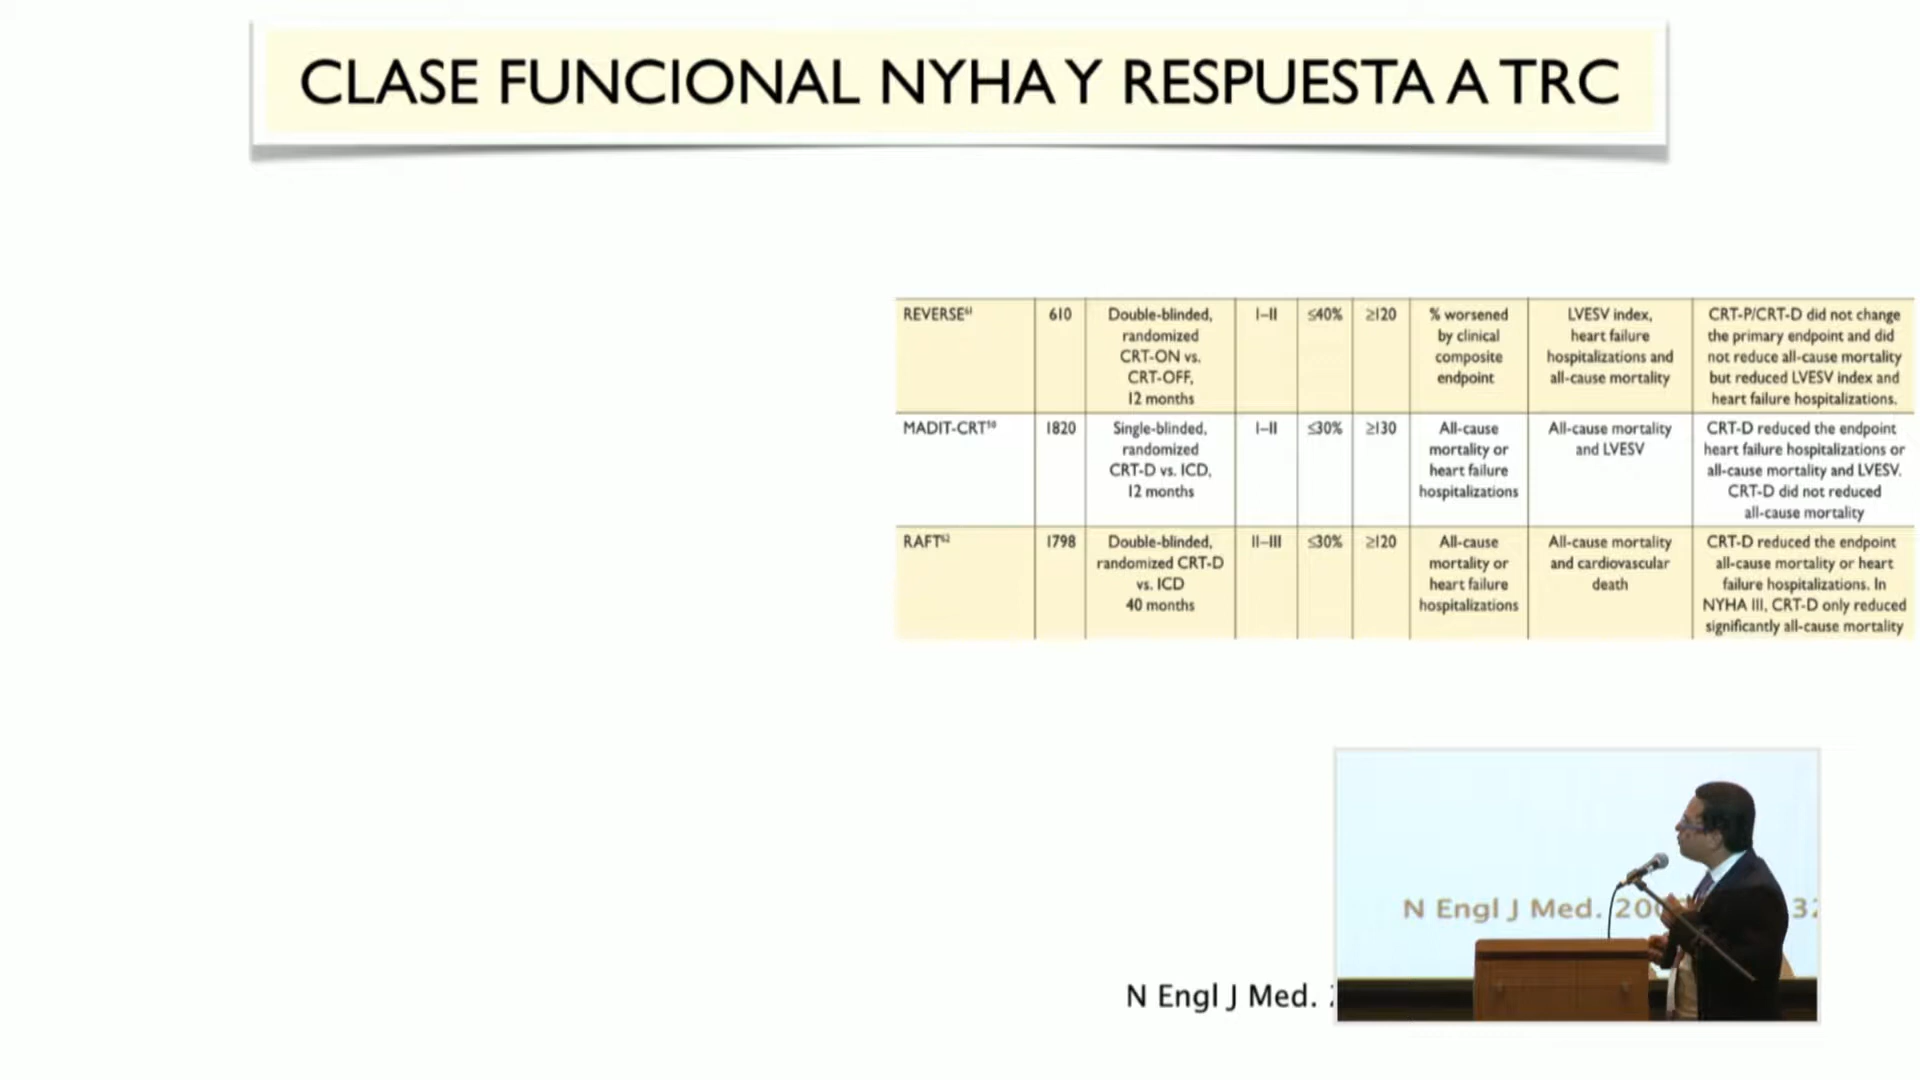 CLASE FUNCIONAL NYHA Y RESPUESTA A TRC
REVERSE⁶¹ 610 Double-blinded, randomized CRT-ON vs. CRT-OFF, 12 months I–II ≤40% ≥120 % worsened by clinical composite endpoint LVESV index, heart failure hospitalizations and all-cause mortality CRT-P/CRT-D did not change the primary endpoint and did not reduce all-cause mortality but reduced LVESV index and heart failure hospitalizations.
MADIT-CRT⁵⁰ 1820 Single-blinded, randomized CRT-D vs. ICD, 12 months I–II ≤30% ≥130 All-cause mortality or heart failure hospitalizations All-cause mortality and LVESV CRT-D reduced the endpoint heart failure hospitalizations or all-cause mortality and LVESV. CRT-D did not reduced all-cause mortality
RAFT⁶² 1798 Double-blinded, randomized CRT-D vs. ICD 40 months II–III ≤30% ≥120 All-cause mortality or heart failure hospitalizations All-cause mortality and cardiovascular death CRT-D reduced the endpoint all-cause mortality or heart failure hospitalizations. In NYHA III, CRT-D only reduced significantly all-cause mortality
N Engl J Med. 200
N Engl J Med.